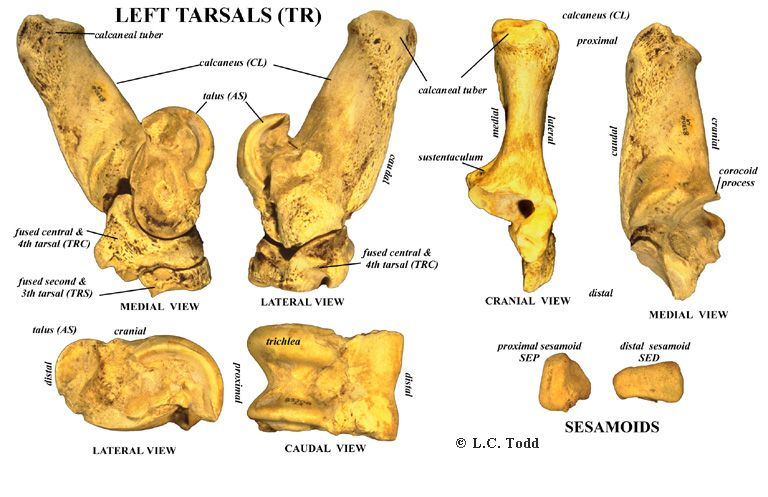 LEFT TARSALS (TR)
calcaneal tuber
calcaneus (CL)
talus (AS)
fused central &
4th tarsal (TRC)
fused second &
3th tarsal (TRS)
MEDIAL VIEW
calcaneal tuber
caudal
fused central &
4th tarsal (TRC)
LATERAL VIEW
calcaneus (CL)
proximal
medial
lateral
sustentaculum
CRANIAL VIEW
caudal
cranial
corocoid
process
distal
MEDIAL VIEW
talus (AS)
cranial
distal
proximal
LATERAL VIEW
trichlea
distal
CAUDAL VIEW
proximal sesamoid
SEP
distal sesamoid
SED
SESAMOIDS
© L.C. Todd